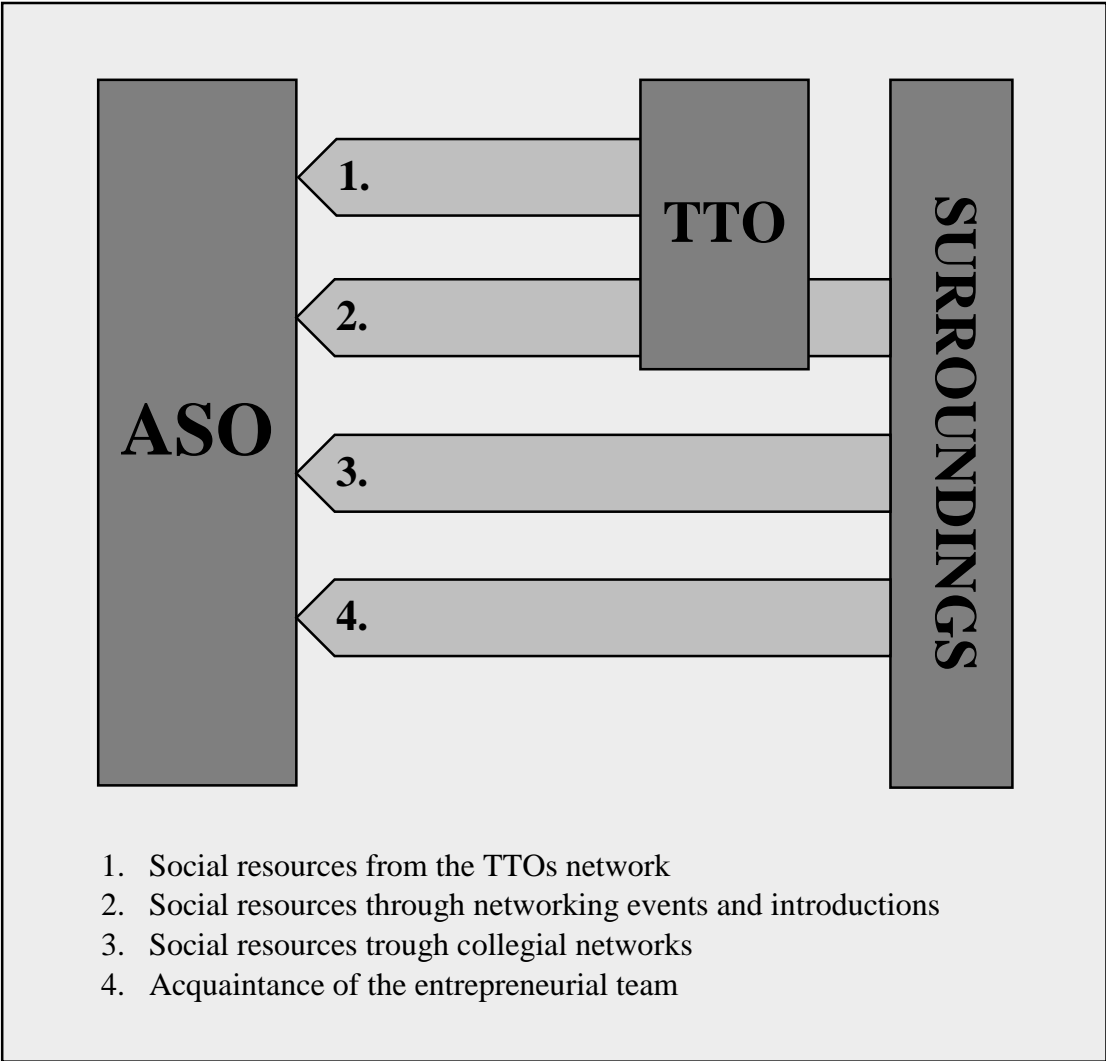 1.
TTO
2.
SURROUNDINGS
ASO
3.
4.
1. Social resources from the TTOs network
2. Social resources through networking events and introductions
3. Social resources trough collegial networks
4. Acquaintance of the entrepreneurial team